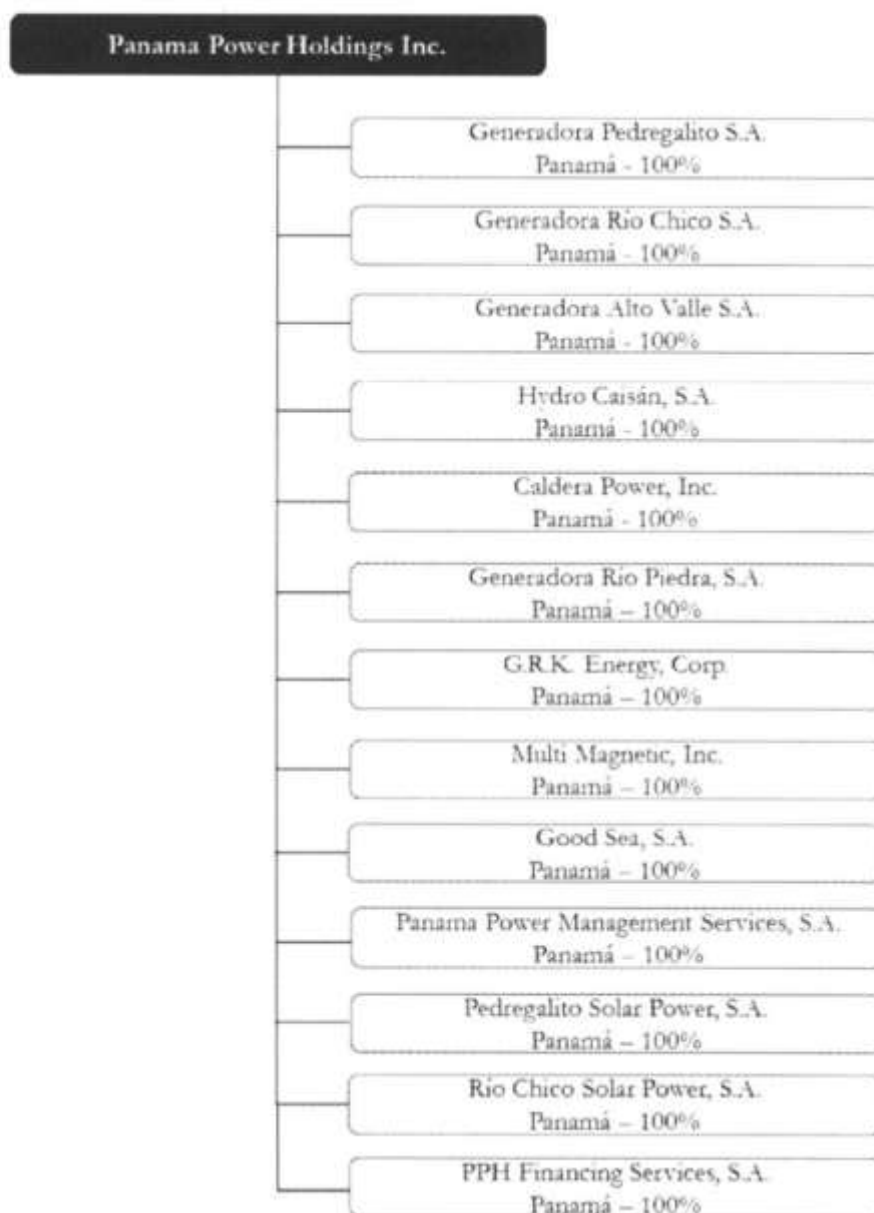 Panama Power Holdings Inc.
Generadora Pedregalito S.A.
Panamá - 100%
Generadora Río Chico S.A.
Panamá - 100%
Generadora Alto Valle S.A.
Panamá - 100%
Hydro Caisán, S.A.
Panamá - 100%
Caldera Power, Inc.
Panamá - 100%
Generadora Río Piedra, S.A.
Panamá – 100%
G.R.K. Energy, Corp.
Panamá – 100%
Multi Magnetic, Inc.
Panamá – 100%
Good Sea, S.A.
Panamá – 100%
Panama Power Management Services, S.A.
Panamá – 100%
Pedregalito Solar Power, S.A.
Panamá – 100%
Río Chico Solar Power, S.A.
Panamá – 100%
PPH Financing Services, S.A.
Panamá – 100%